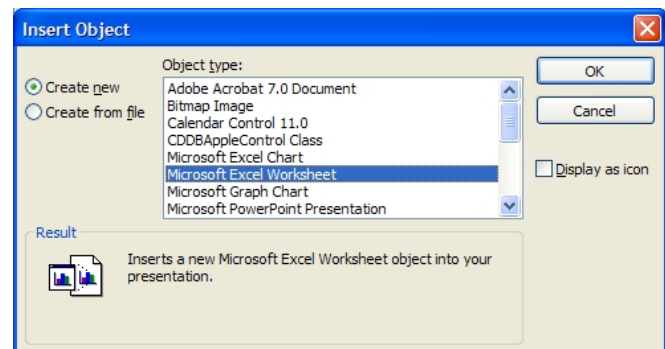 Insert Object
Object type:
Create new
Create from file
Adobe Acrobat 7.0 Document
Bitmap Image
Calendar Control 11.0
CDDBAppleControl Class
Microsoft Excel Chart
Microsoft Excel Worksheet
Microsoft Graph Chart
Microsoft PowerPoint Presentation
OK
Cancel
Display as icon
Result
Inserts a new Microsoft Excel Worksheet object into your
presentation.